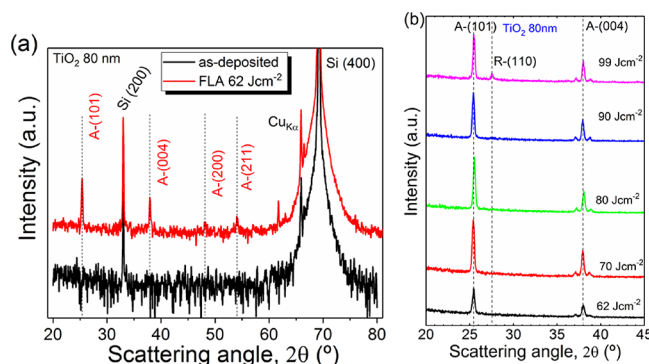 (a)
TiO2 80 nm
as-deposited
FLA 62 Jcm-2
A-(101)
Si (200)
A-(004)
A-(200)
A-(211)
CuKα
Si (400)
Intensity (a.u.)
20 30 40 50 60 70 80
Scattering angle, 2θ (º)
(b)
A-(101) TiO2 80nm A-(004)
R-(110)
99 Jcm-2
90 Jcm-2
80 Jcm-2
70 Jcm-2
62 Jcm-2
Intensity (a.u.)
20 25 30 35 40 45
Scattering angle, 2θ (º)